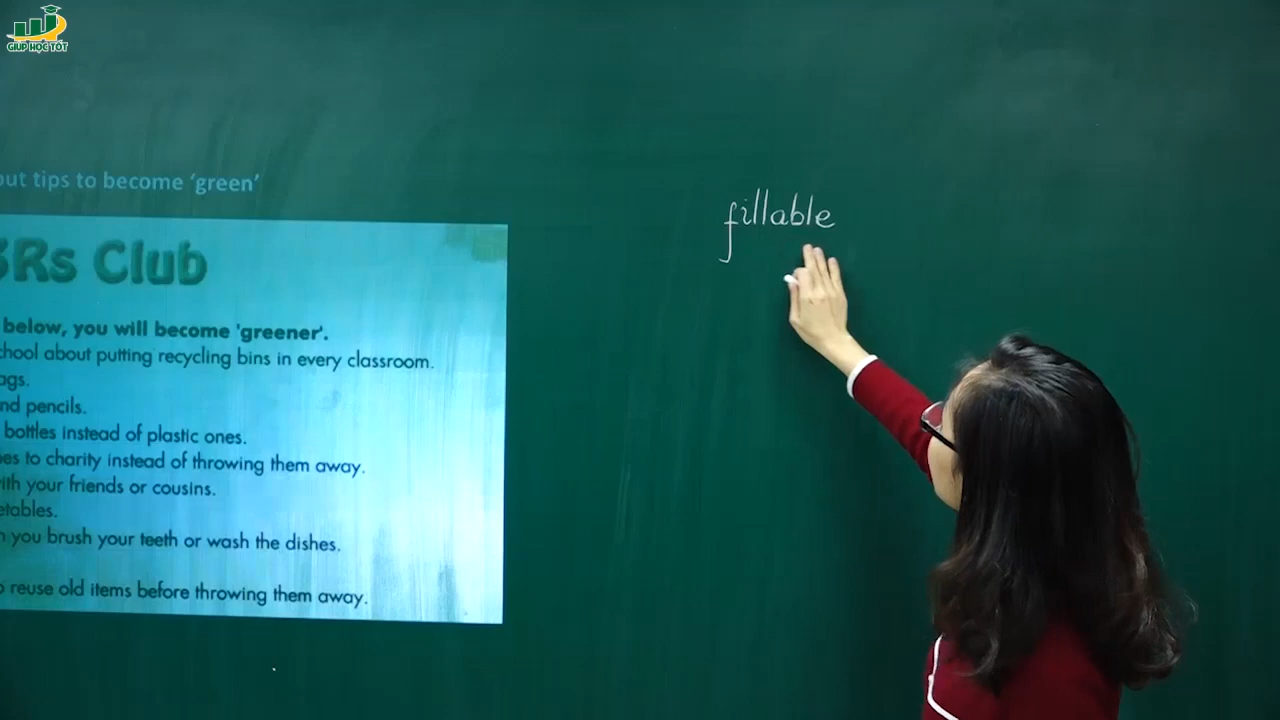 GIUP HỌC TỐT
out tips to become ‘green’
3Rs Club
below, you will become 'greener'.
chool about putting recycling bins in every classroom.
ags.
nd pencils.
bottles instead of plastic ones.
es to charity instead of throwing them away.
ith your friends or cousins.
etables.
n you brush your teeth or wash the dishes.
o reuse old items before throwing them away.
fillable